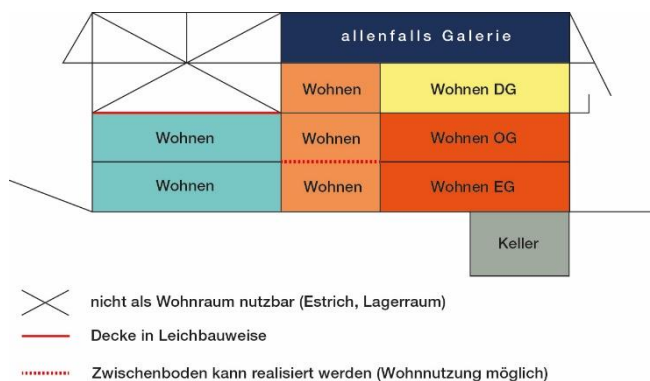 allenfalls Galerie
Wohnen Wohnen DG
Wohnen Wohnen Wohnen OG
Wohnen Wohnen Wohnen EG
Keller
nicht als Wohnraum nutzbar (Estrich, Lagerraum)
Decke in Leichbauweise
Zwischenboden kann realisiert werden (Wohnnutzung möglich)